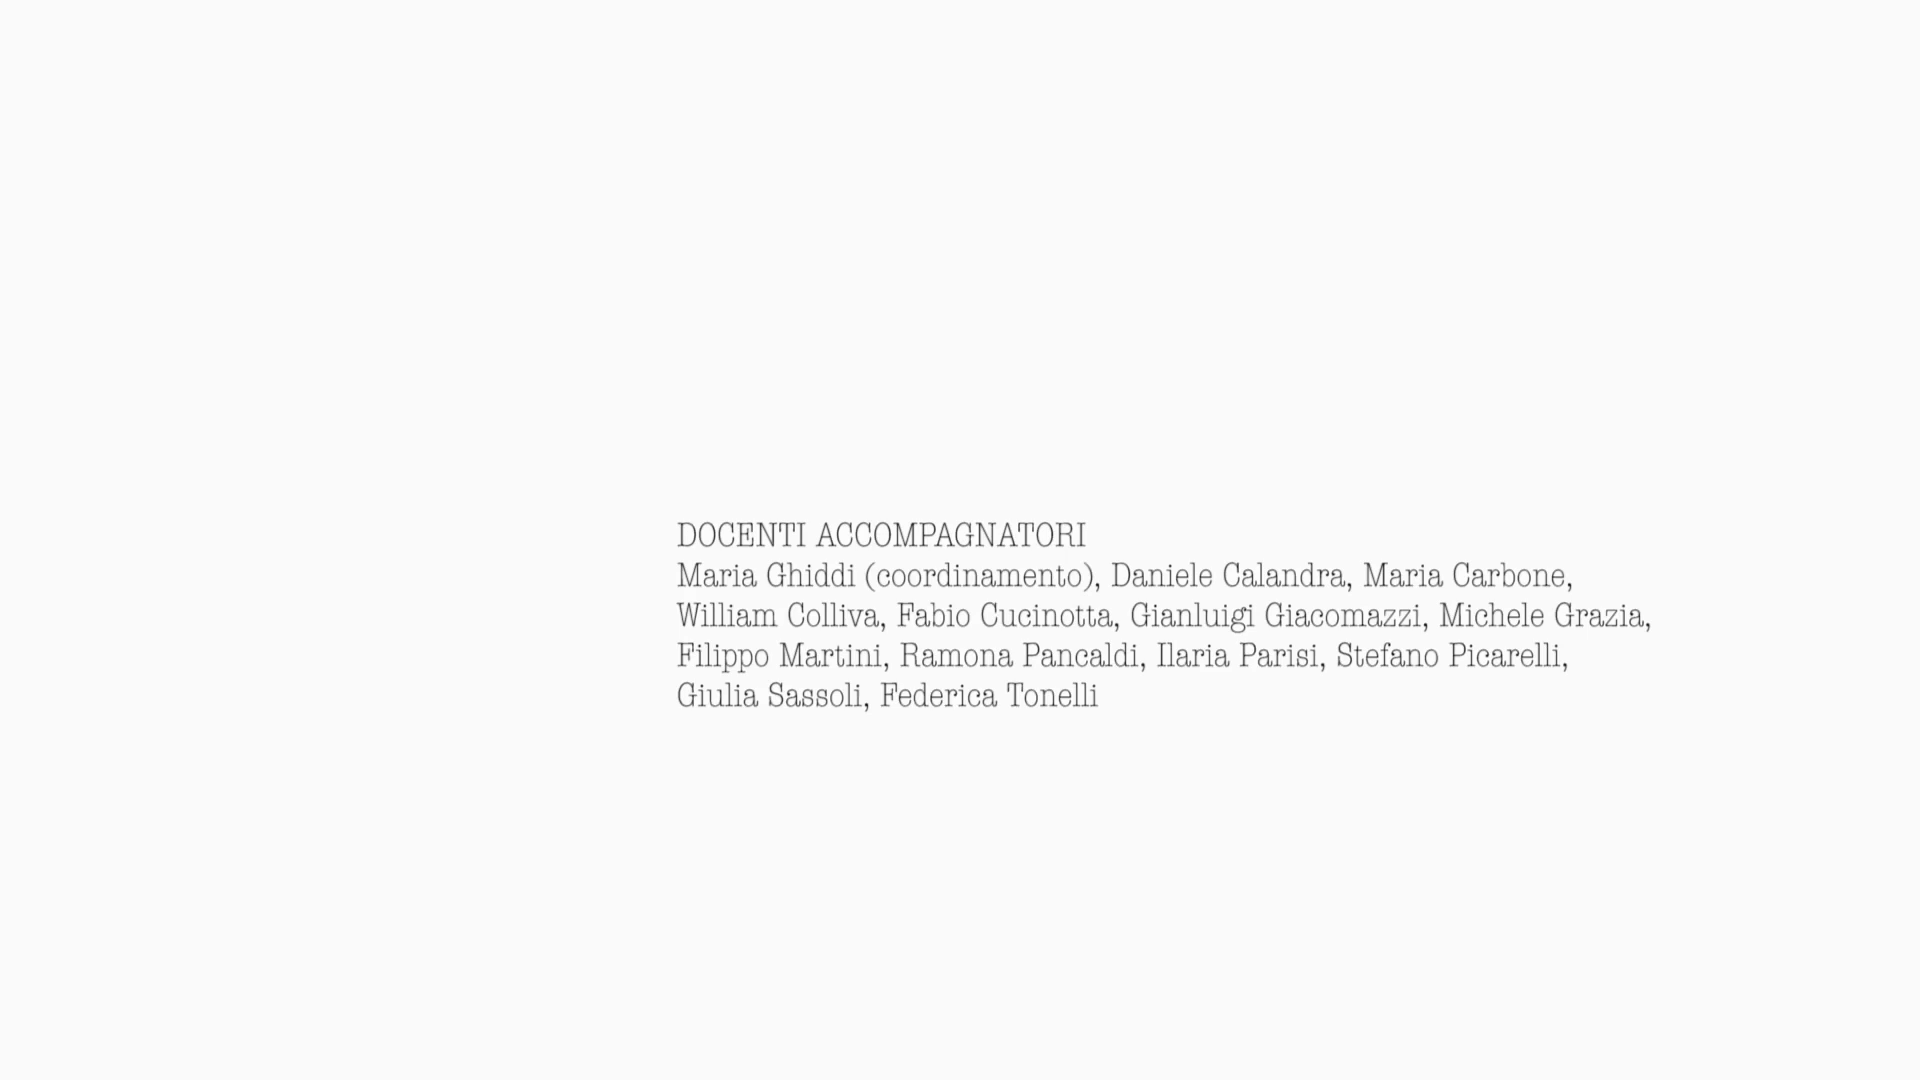 DOCENTI ACCOMPAGNATORI
Maria Ghiddi (coordinamento), Daniele Calandra, Maria Carbone,
William Colliva, Fabio Cucinotta, Gianluigi Giacomazzi, Michele Grazia,
Filippo Martini, Ramona Pancaldi, Ilaria Parisi, Stefano Picarelli,
Giulia Sassoli, Federica Tonelli